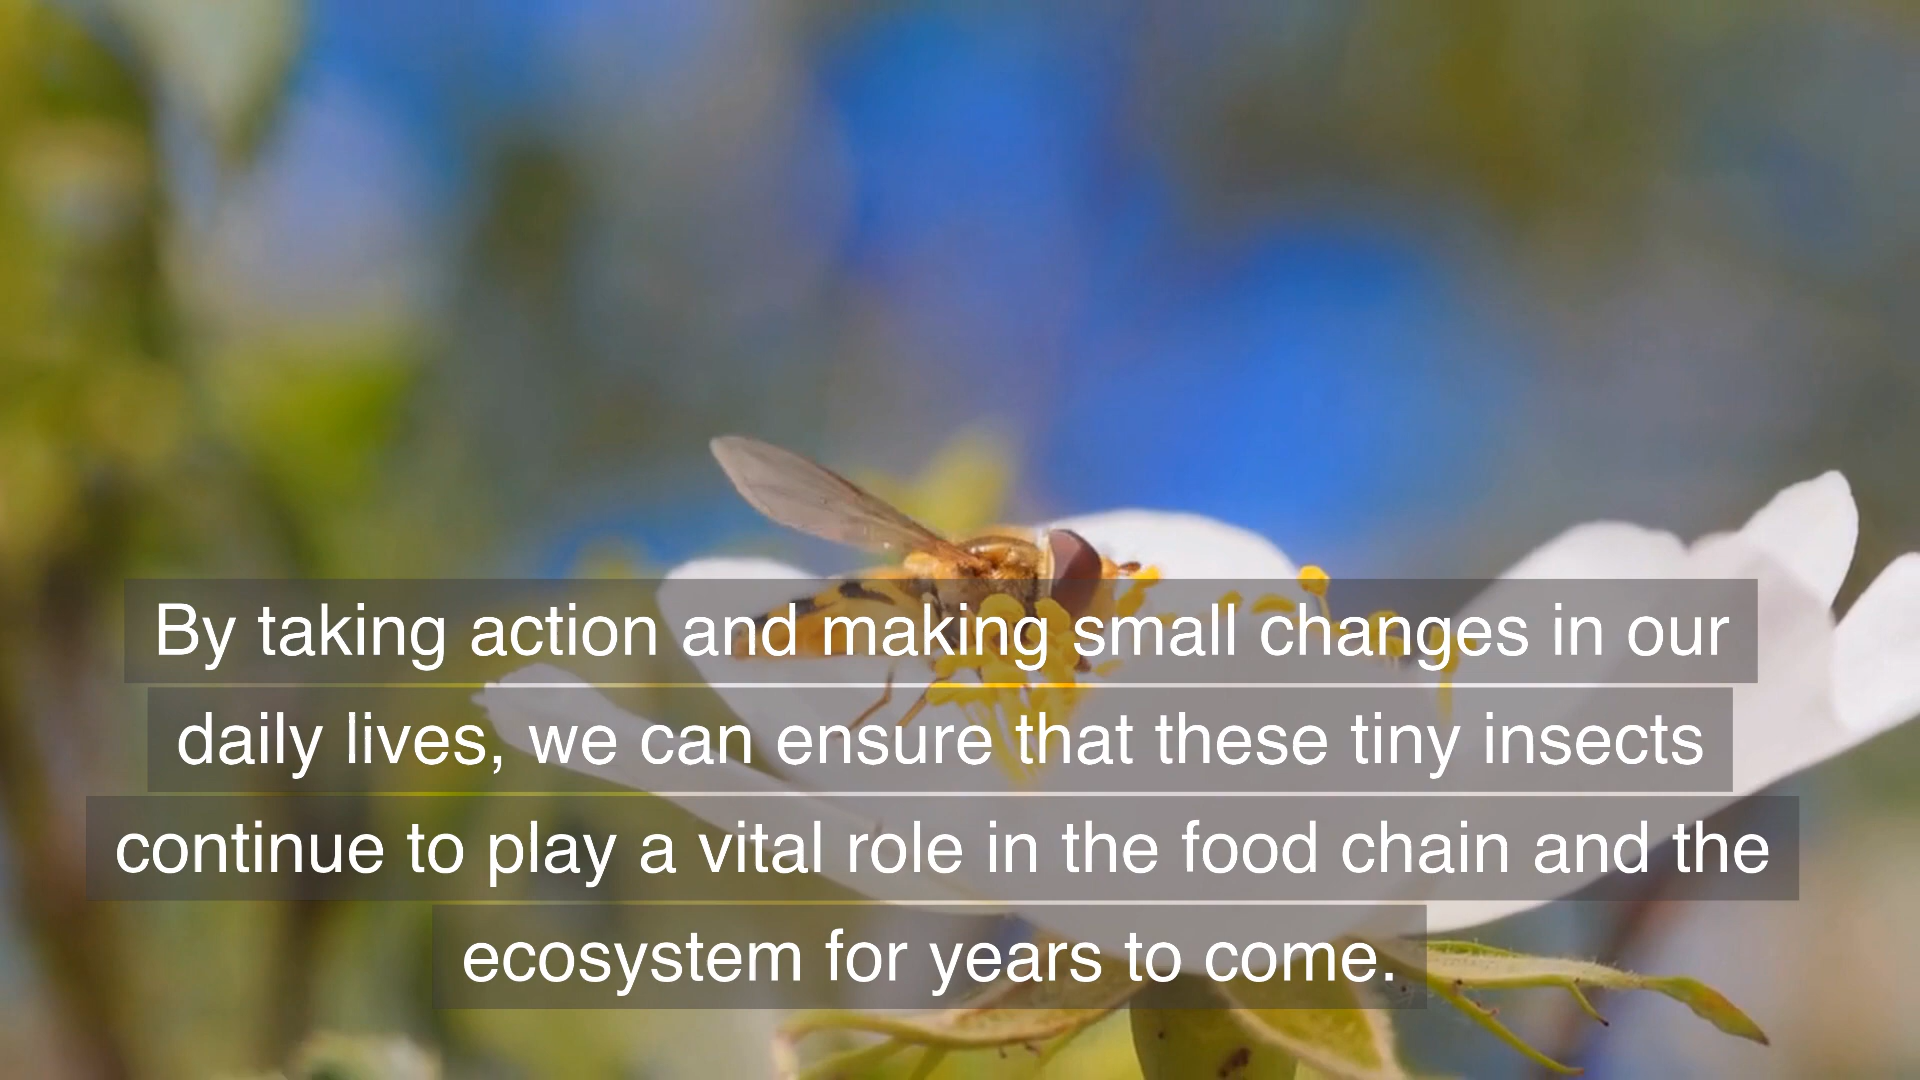 By taking action and making small changes in our
daily lives, we can ensure that these tiny insects
continue to play a vital role in the food chain and the
ecosystem for years to come.